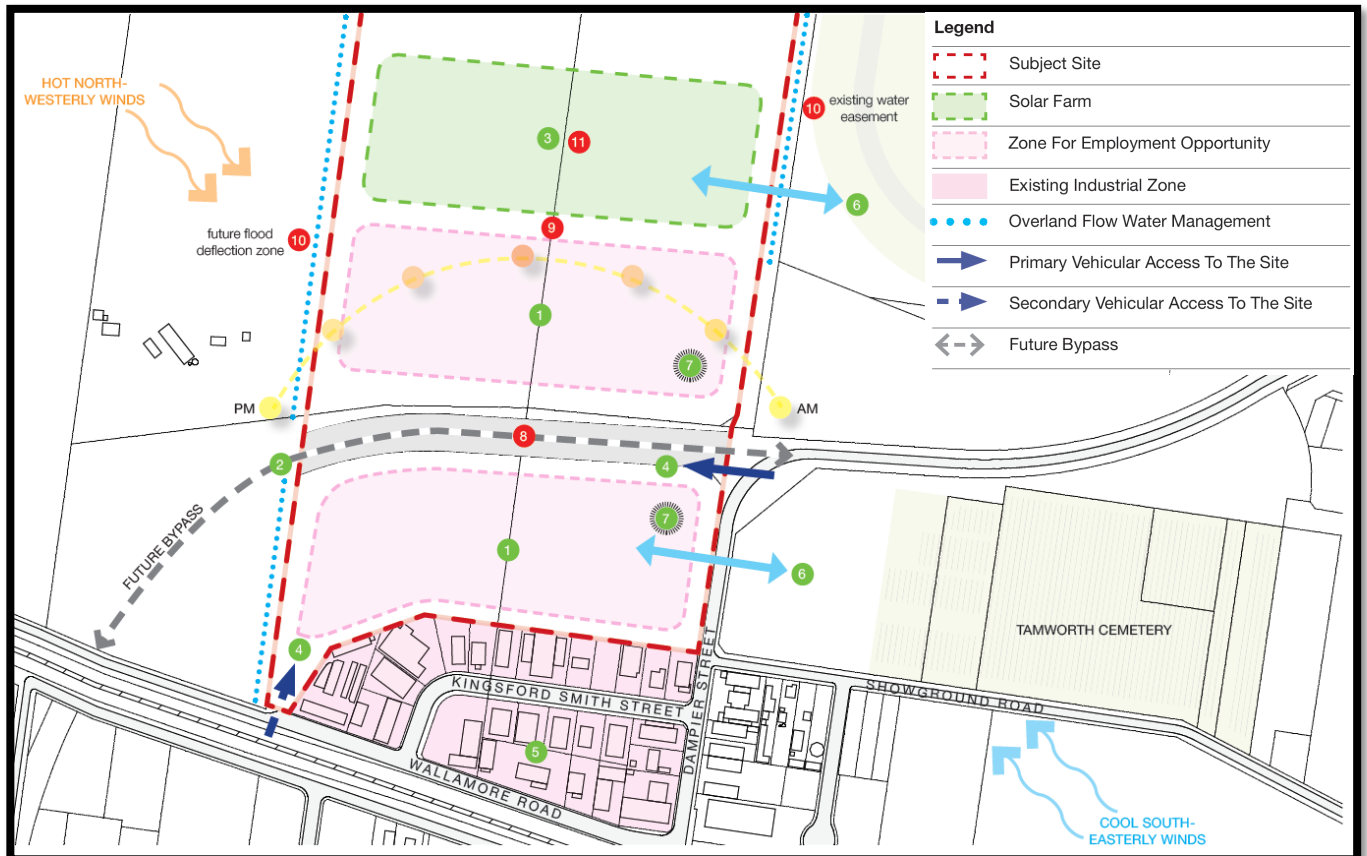 HOT NORTH-
WESTERLY WINDS
3
11
10
existing water
easement
6
future flood
deflection zone
10
9
1
7
PM
AM
8
2
4
FUTURE BYPASS
7
1
6
4
TAMWORTH CEMETERY
KINGSFORD SMITH STREET
DAMPIER STREET
SHOWGROUND ROAD
5
WALLAMORE ROAD
COOL SOUTH-
EASTERLY WINDS
Legend
Subject Site
Solar Farm
Zone For Employment Opportunity
Existing Industrial Zone
Overland Flow Water Management
Primary Vehicular Access To The Site
Secondary Vehicular Access To The Site
Future Bypass